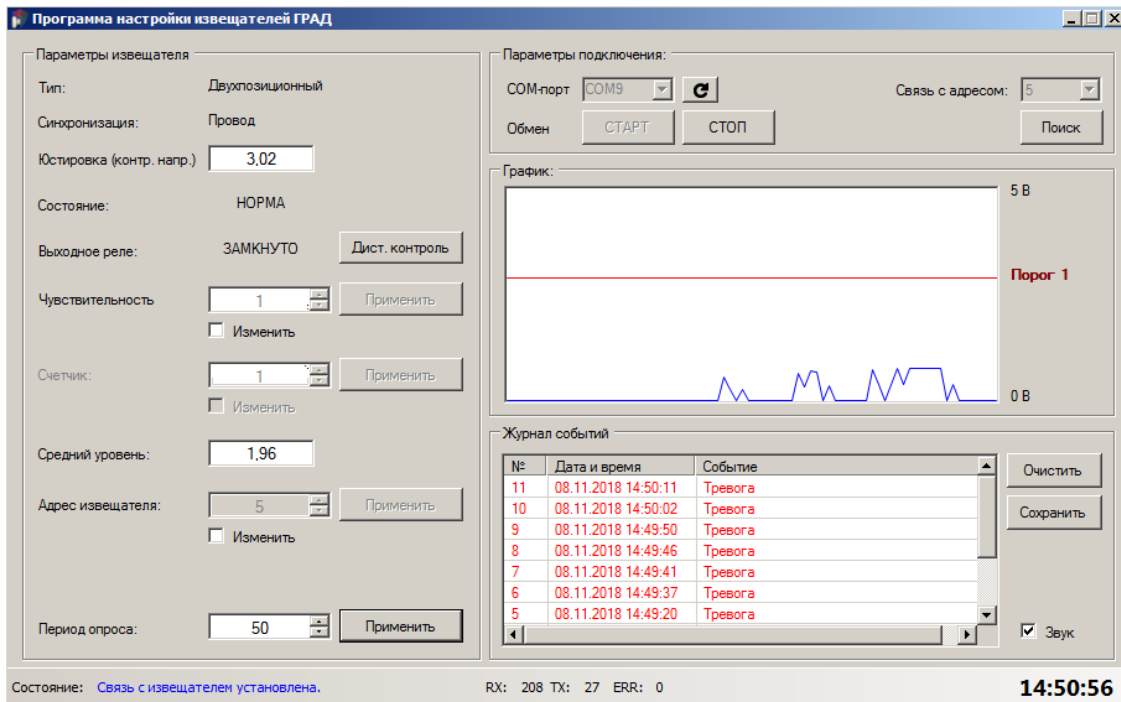 Программа настройки извещателей ГРАД
Параметры извещателя
Тип: Двухпозиционный
Синхронизация: Провод
Юстировка (контр. напр.) 3,02
Состояние: НОРМА
Выходное реле: ЗАМКНУТО Дист. контроль
Чувствительность 1 Применить
Изменить
Счетчик: 1 Применить
Изменить
Средний уровень: 1,96
Адрес извещателя: 5 Применить
Изменить
Период опроса: 50 Применить
Параметры подключения:
COM-порт COM9 Связь с адресом: 5
Обмен СТАРТ СТОП Поиск
График:
5 В
Порог 1
0 В
Журнал событий
№ Дата и время Событие
11 08.11.2018 14:50:11 Тревога
10 08.11.2018 14:50:02 Тревога
9 08.11.2018 14:49:50 Тревога
8 08.11.2018 14:49:46 Тревога
7 08.11.2018 14:49:41 Тревога
6 08.11.2018 14:49:37 Тревога
5 08.11.2018 14:49:20 Тревога
Очистить
Сохранить
Звук
Состояние: Связь с извещателем установлена. RX: 208 TX: 27 ERR: 0 14:50:56